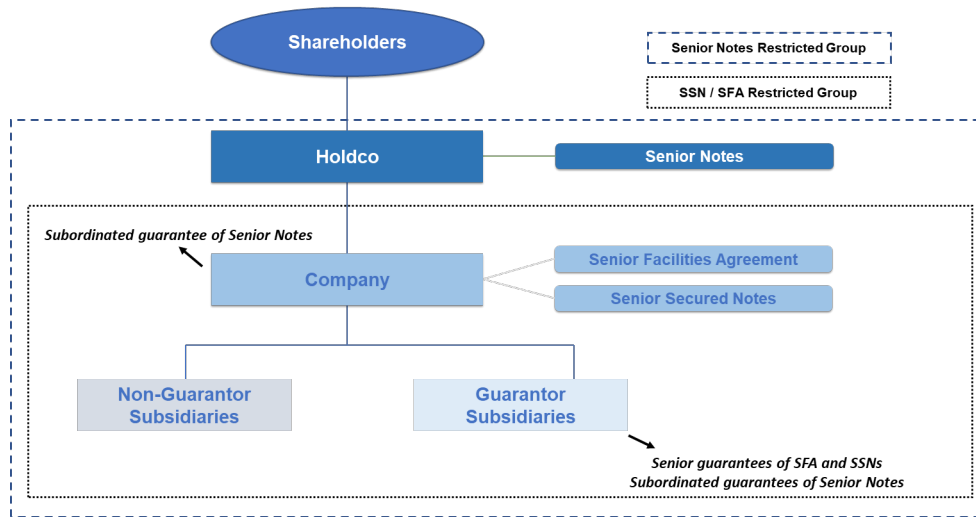 Shareholders
Senior Notes Restricted Group
SSN / SFA Restricted Group
Holdco
Senior Notes
Subordinated guarantee of Senior Notes
Company
Senior Facilities Agreement
Senior Secured Notes
Non-Guarantor
Subsidiaries
Guarantor
Subsidiaries
Senior guarantees of SFA and SSNs
Subordinated guarantees of Senior Notes